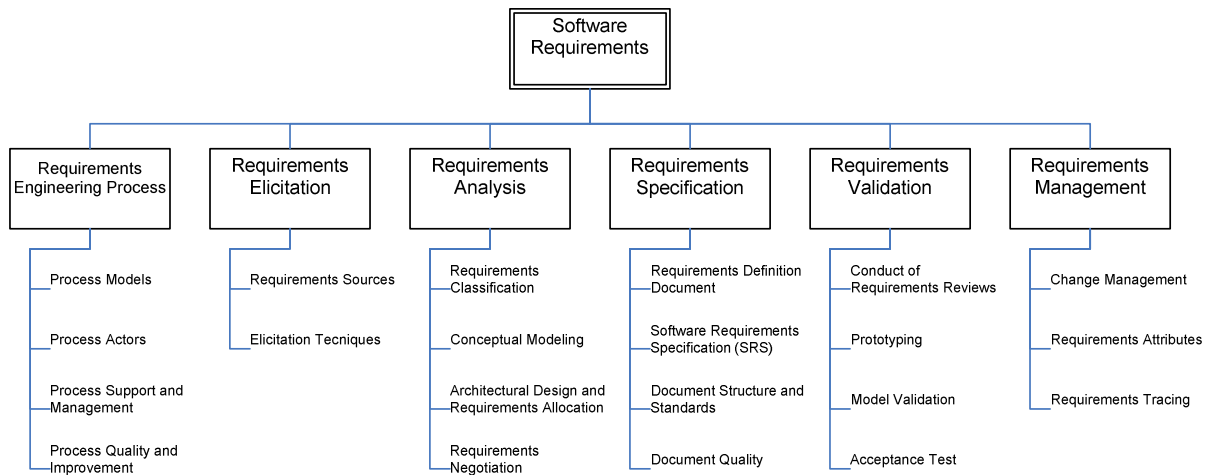 Software
Requirements
Requirements
Engineering Process
Requirements
Elicitation
Requirements
Analysis
Requirements
Specification
Requirements
Validation
Requirements
Management
Process Models
Process Actors
Process Support and
Management
Process Quality and
Improvement
Requirements Sources
Elicitation Tecniques
Requirements
Classification
Conceptual Modeling
Architectural Design and
Requirements Allocation
Requirements
Negotiation
Requirements Definition
Document
Software Requirements
Specification (SRS)
Document Structure and
Standards
Document Quality
Conduct of
Requirements Reviews
Prototyping
Model Validation
Acceptance Test
Change Management
Requirements Attributes
Requirements Tracing